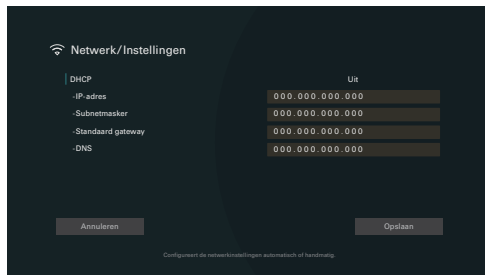 Netwerk/Instellingen
DHCP Uit
-IP-adres 000.000.000.000
-Subnetmasker 000.000.000.000
-Standaard gateway 000.000.000.000
-DNS 000.000.000.000
Annuleren Opslaan
Configureert de netwerkinstellingen automatisch of handmatig.